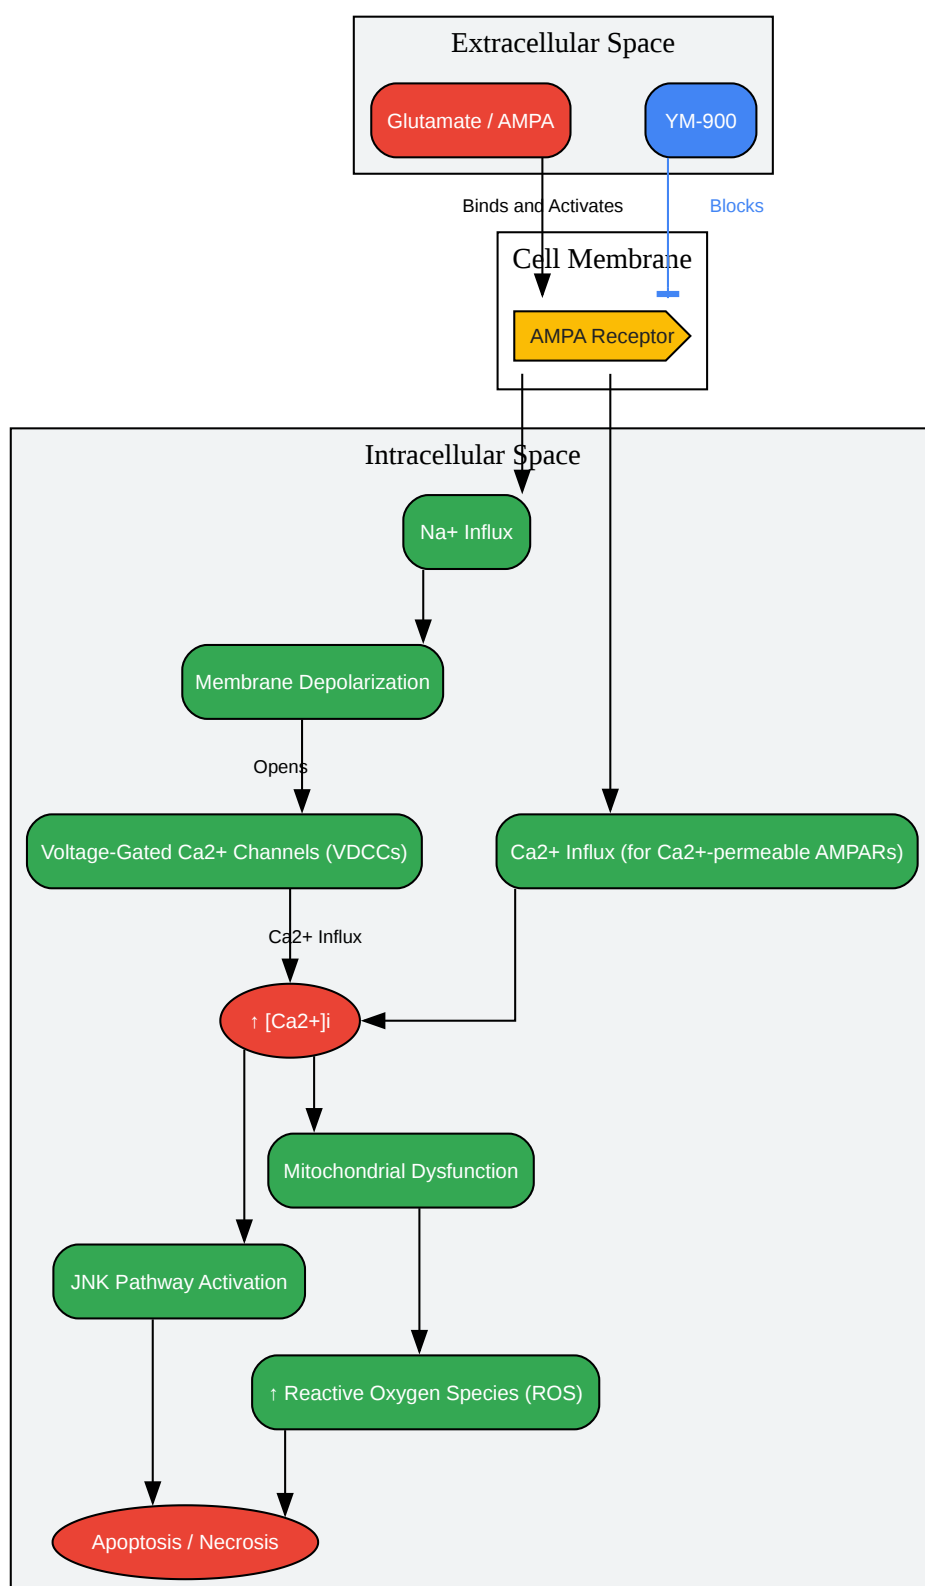 Extracellular Space
Glutamate / AMPA
YM-900
Binds and Activates
Blocks
Cell Membrane
AMPA Receptor
Intracellular Space
Na+ Influx
Membrane Depolarization
Opens
Voltage-Gated Ca2+ Channels (VDCCs)
Ca2+ Influx (for Ca2+-permeable AMPARs)
Ca2+ Influx
↑ [Ca2+]i
Mitochondrial Dysfunction
JNK Pathway Activation
↑ Reactive Oxygen Species (ROS)
Apoptosis / Necrosis